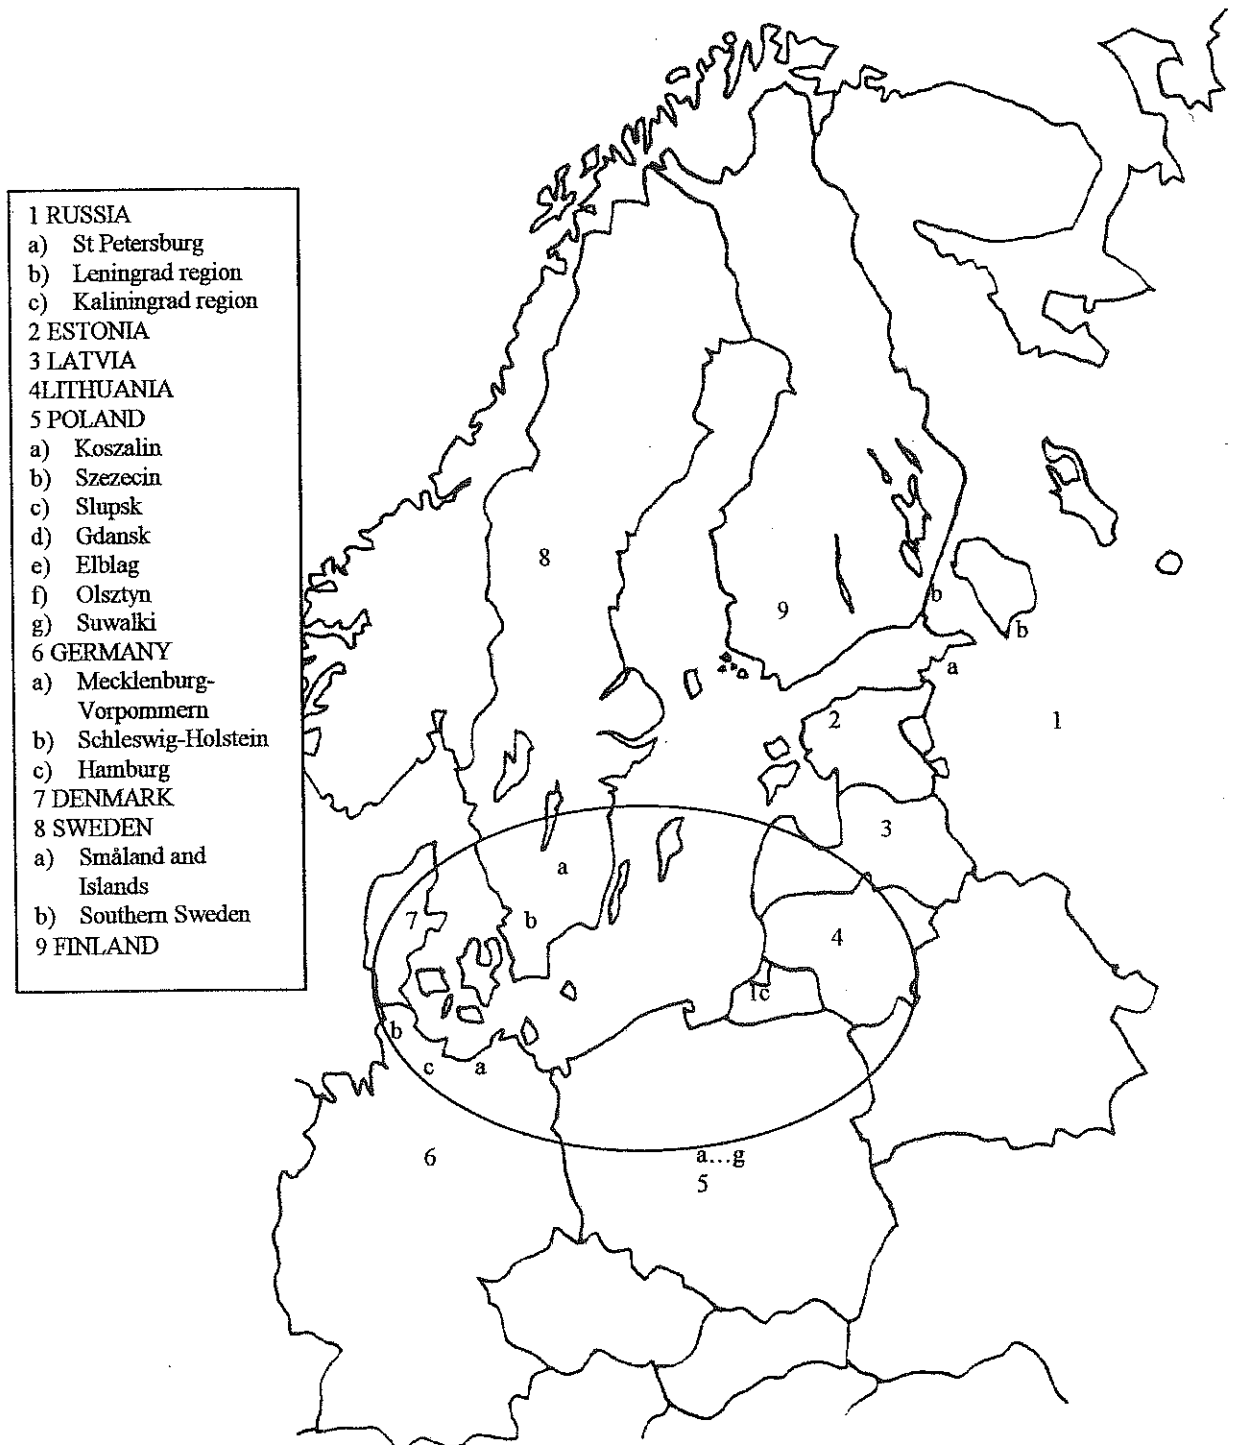 1 RUSSIA
a) St Petersburg
b) Leningrad region
c) Kaliningrad region
2 ESTONIA
3 LATVIA
4LITHUANIA
5 POLAND
a) Koszalin
b) Szezecin
c) Slupsk
d) Gdansk
e) Elblag
f) Olsztyn
g) Suwalki
6 GERMANY
a) Mecklenburg-
Vorpommern
b) Schleswig-Holstein
c) Hamburg
7 DENMARK
8 SWEDEN
a) Småland and
Islands
b) Southern Sweden
9 FINLAND
8
9
b
b
a
2
1
3
a
7
b
4
1c
b
c
a
6
a...g
5